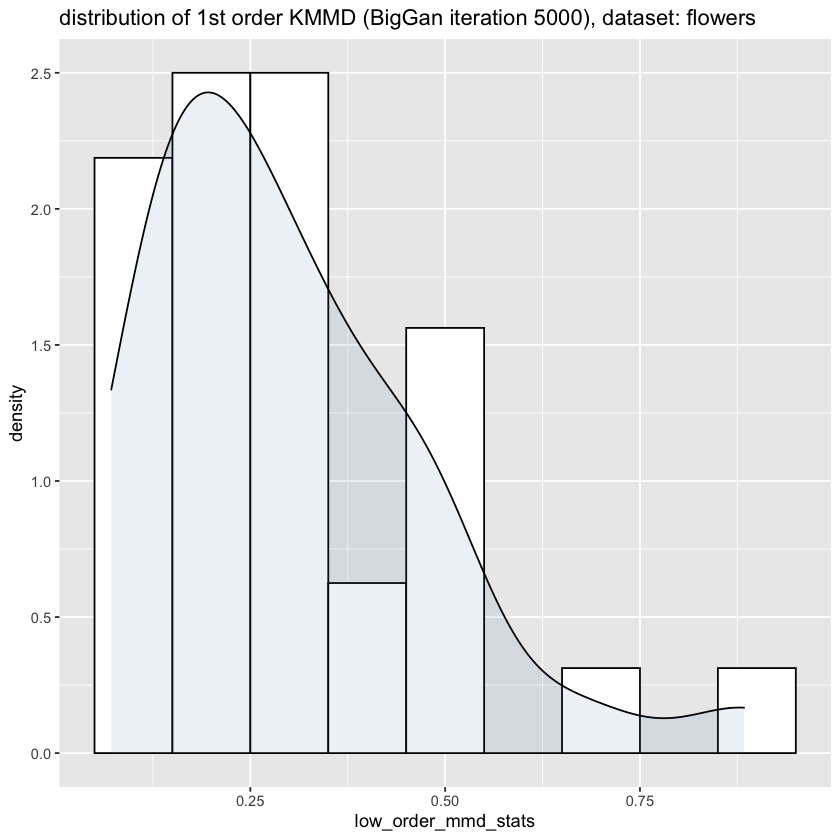 distribution of 1st order KMMD (BigGan iteration 5000), dataset: flowers
2.5
2.0
1.5
1.0
0.5
0.0
density
0.25 0.50 0.75
low_order_mmd_stats